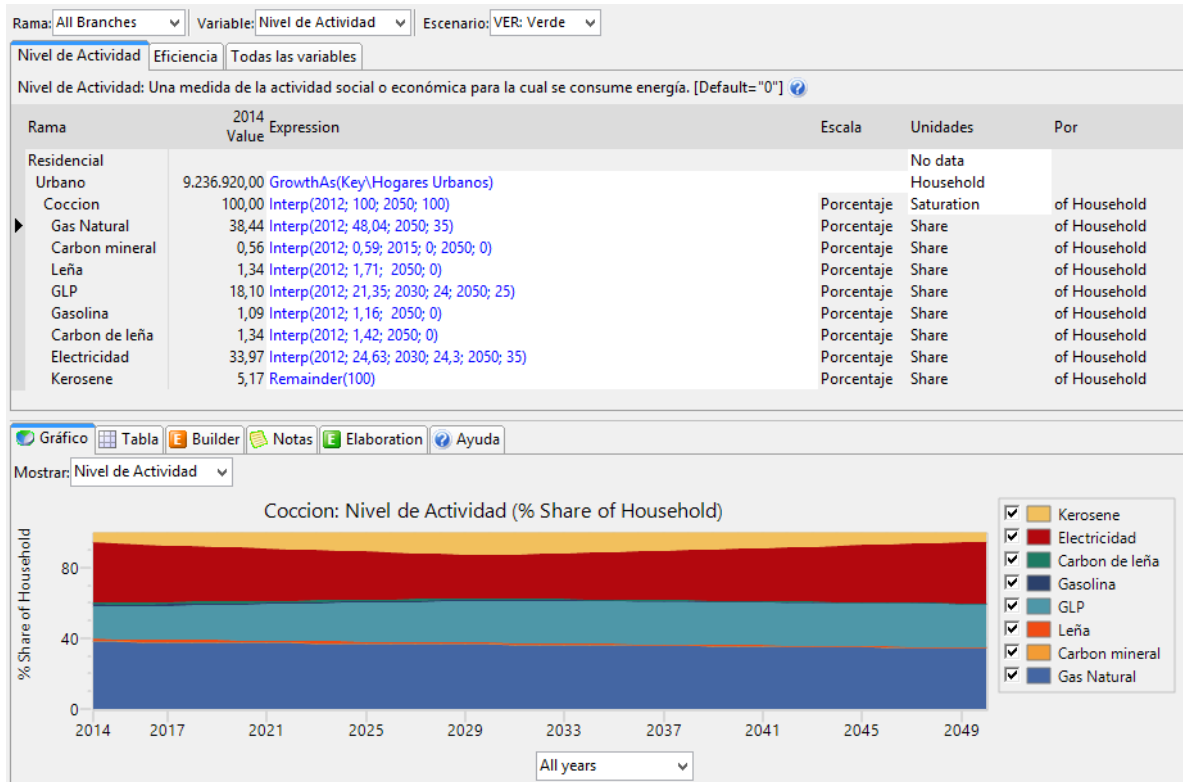 Rama: All Branches Variable: Nivel de Actividad Escenario: VER: Verde
Nivel de Actividad Eficiencia Todas las variables
Nivel de Actividad: Una medida de la actividad social o económica para la cual se consume energía. [Default="0"]
Rama 2014 Value Expression Escala Unidades Por
Residencial No data
Urbano 9.236.920,00 GrowthAs(Key\Hogares Urbanos) Household
Coccion 100,00 Interp(2012; 100; 2050; 100) Porcentaje Saturation of Household
Gas Natural 38,44 Interp(2012; 48,04; 2050; 35) Porcentaje Share of Household
Carbon mineral 0,56 Interp(2012; 0,59; 2015; 0; 2050; 0) Porcentaje Share of Household
Leña 1,34 Interp(2012; 1,71; 2050; 0) Porcentaje Share of Household
GLP 18,10 Interp(2012; 21,35; 2030; 24; 2050; 25) Porcentaje Share of Household
Gasolina 1,09 Interp(2012; 1,16; 2050; 0) Porcentaje Share of Household
Carbon de leña 1,34 Interp(2012; 1,42; 2050; 0) Porcentaje Share of Household
Electricidad 33,97 Interp(2012; 24,63; 2030; 24,3; 2050; 35) Porcentaje Share of Household
Kerosene 5,17 Remainder(100) Porcentaje Share of Household
Gráfico Tabla Builder Notas Elaboration Ayuda
Mostrar: Nivel de Actividad
Coccion: Nivel de Actividad (% Share of Household)
% Share of Household
80
40
0
2014 2017 2021 2025 2029 2033 2037 2041 2045 2049
Kerosene
Electricidad
Carbon de leña
Gasolina
GLP
Leña
Carbon mineral
Gas Natural
All years